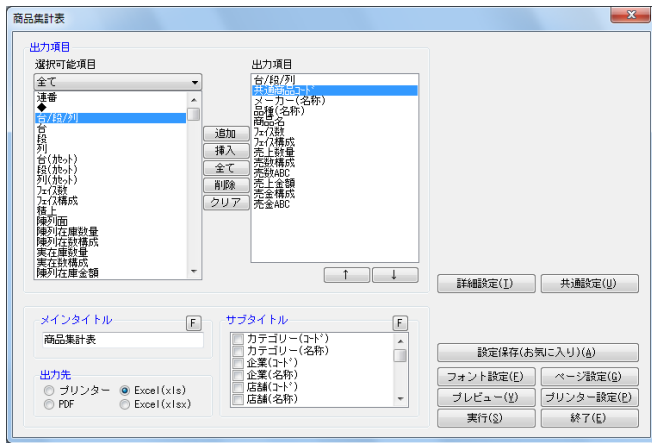 商品集計表
出力項目
選択可能項目
全て
連番
◆
台/段/列
台
段
列
台(ｶｾｯﾄ)
段(ｶｾｯﾄ)
列(ｶｾｯﾄ)
ﾌｪｲｽ数
ﾌｪｲｽ構成
積上
陳列面
陳列在庫数量
陳列在数構成
実在庫数量
実在数構成
陳列在庫金額
追加
挿入
全て
削除
クリア
出力項目
台/段/列
共通商品ｺｰﾄﾞ
メーカー(名称)
品種(名称)
商品名
ﾌｪｲｽ数
ﾌｪｲｽ構成
売上数量
売数構成
売数ABC
売上金額
売金構成
売金ABC
↑
↓
詳細設定(T)
共通設定(U)
メインタイトル
F
商品集計表
サブタイトル
F
カテゴリー(ｺｰﾄﾞ)
カテゴリー(名称)
企業(ｺｰﾄﾞ)
企業(名称)
店舗(ｺｰﾄﾞ)
店舗(名称)
出力先
プリンター
Excel(xls)
PDF
Excel(xlsx)
設定保存(お気に入り)(A)
フォント設定(F)
ページ設定(G)
プレビュー(V)
プリンター設定(P)
実行(S)
終了(E)